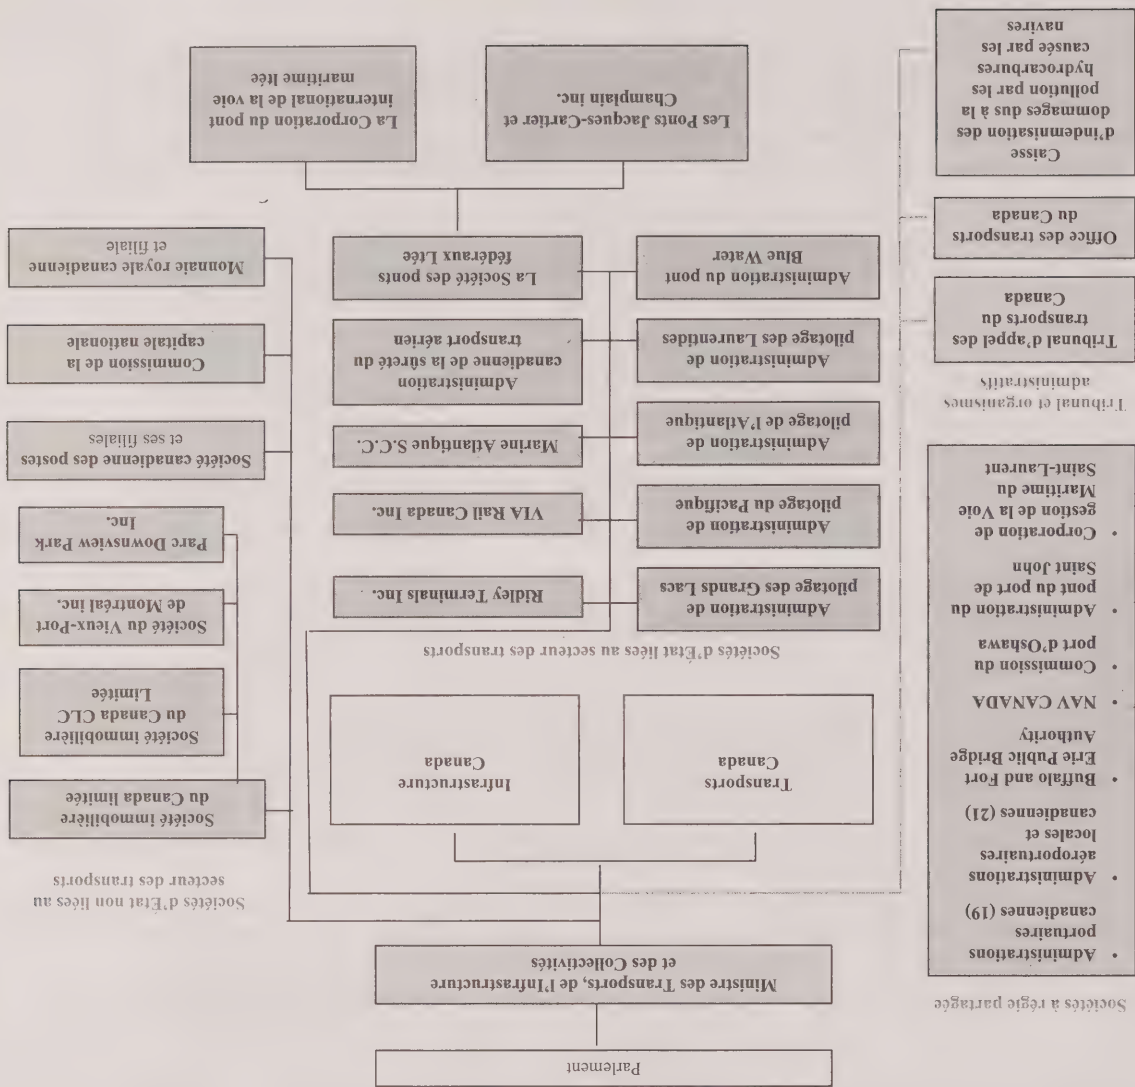 Parlement
Ministre des Transports, de l'Infrastructure
et des Collectivités
Sociétés à régie partagée
• Administrations
portuaires
canadiennes (19)
• Administrations
aéroportuaires
locales et
canadiennes (21)
• Buffalo and Fort
Erie Public Bridge
Authority
• NAV CANADA
• Commission du
port d'Oshawa
• Administration du
pont du port de
Saint John
• Corporation de
gestion de la Voie
Maritime du
Saint-Laurent
Tribunal et organismes
administratifs
Tribunal d'appel des
transports du
Canada
Office des transports
du Canada
Caisse
d'indemnisation des
dommages dus à la
pollution par les
hydrocarbures
causée par les
navires
Transports
Canada
Infrastructure
Canada
Sociétés d'État liées au secteur des transports
Administration de
pilotage des Grands Lacs
Ridley Terminals Inc.
Administration de
pilotage du Pacifique
VIA Rail Canada Inc.
Administration de
pilotage de l'Atlantique
Marine Atlantique S.C.C.
Administration de
pilotage des Laurentides
Administration
canadienne de la sûreté du
transport aérien
Administration du pont
Blue Water
La Société des ponts
fédéraux Ltée
Les Ponts Jacques-Cartier et
Champlain inc.
La Corporation du pont
international de la voie
maritime ltée
Sociétés d'État non liées au
secteur des transports
Société immobilière
du Canada limitée
Société immobilière
du Canada CLC
Limitée
Société du Vieux-Port
de Montréal inc.
Parc Downsview Park
Inc.
Société canadienne des postes
et ses filiales
Commission de la
capitale nationale
Monnaie royale canadienne
et filiale